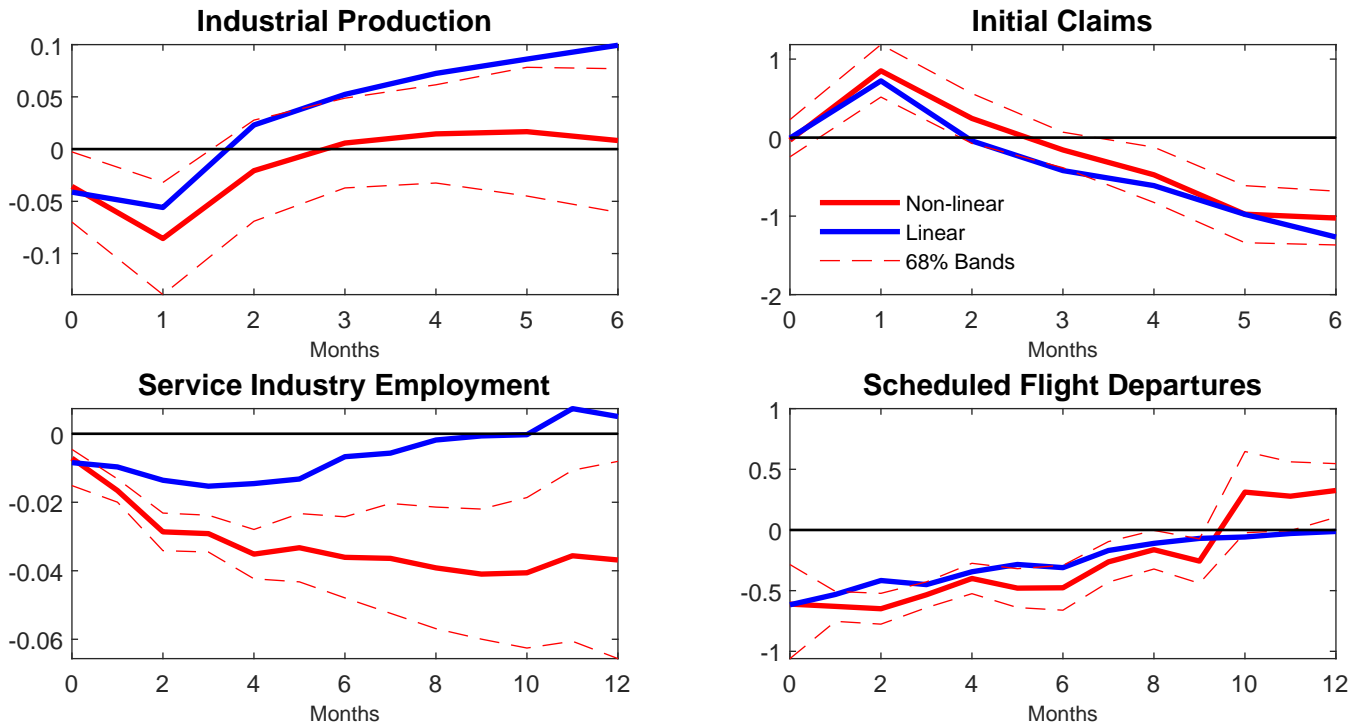 Industrial Production
0.1
0.05
0
-0.05
-0.1
0 1 2 3 4 5 6
Months
Initial Claims
1
0
-1
-2
Non-linear
Linear
68% Bands
0 1 2 3 4 5 6
Months
Service Industry Employment
0
-0.02
-0.04
-0.06
0 2 4 6 8 10 12
Months
Scheduled Flight Departures
1
0.5
0
-0.5
-1
0 2 4 6 8 10 12
Months